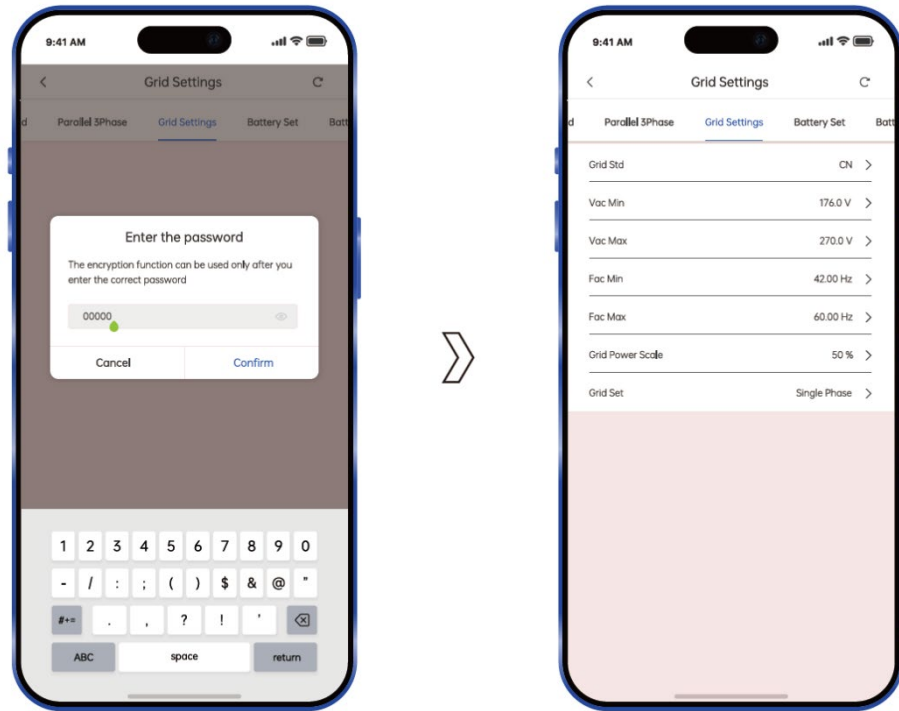 9:41 AM
Grid Settings
d Parallel 3Phase Grid Settings Battery Set Batt
Enter the password
The encryption function can be used only after you
enter the correct password
00000
Cancel Confirm
1 2 3 4 5 6 7 8 9 0
- / : ; ( ) $ & @ "
#+= . , ? ! '
ABC space return
9:41 AM
Grid Settings
d Parallel 3Phase Grid Settings Battery Set Batt
Grid Std CN
Vac Min 176.0 V
Vac Max 270.0 V
Fac Min 42.00 Hz
Fac Max 60.00 Hz
Grid Power Scale 50 %
Grid Set Single Phase